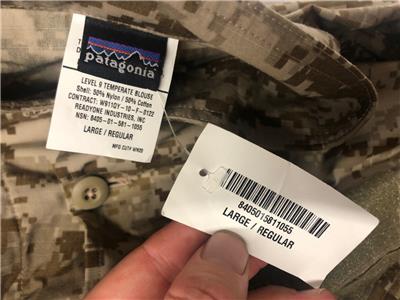 patagonia
LEVEL 9 TEMPERATE BLOUSE
Shell: 50% Nylon / 50% Cotton
CONTRACT: W911QY-10-F-0122
READYONE INDUSTRIES, INC
NSN: 8405-01-581-1055
LARGE / REGULAR
8405015811055
LARGE / REGULAR